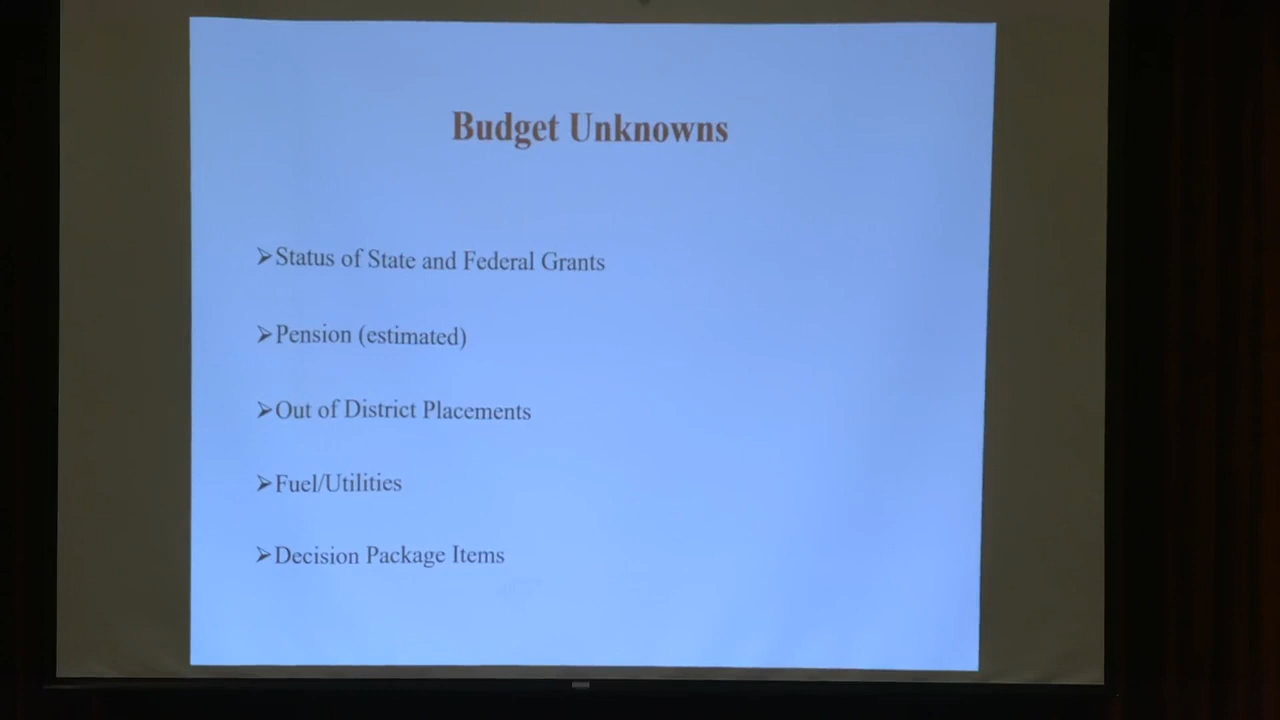 Budget Unknowns
➢Status of State and Federal Grants
➢Pension (estimated)
➢Out of District Placements
➢Fuel/Utilities
➢Decision Package Items